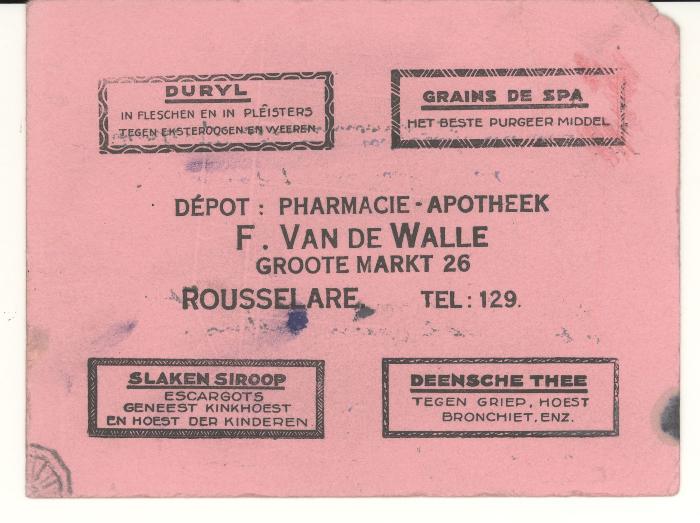 DURYL
IN FLESCHEN EN IN PLEISTERS
TEGEN EKSTEROOGEN EN WEEREN
GRAINS DE SPA
HET BESTE PURGEER MIDDEL
DÉPOT : PHARMACIE - APOTHEEK
F. VAN DE WALLE
GROOTE MARKT 26
ROUSSELARE, TEL : 129.
SLAKEN SIROOP
ESCARGOTS
GENEEST KINKHOEST
EN HOEST DER KINDEREN
DEENSCHE THEE
TEGEN GRIEP, HOEST
BRONCHIET, ENZ.